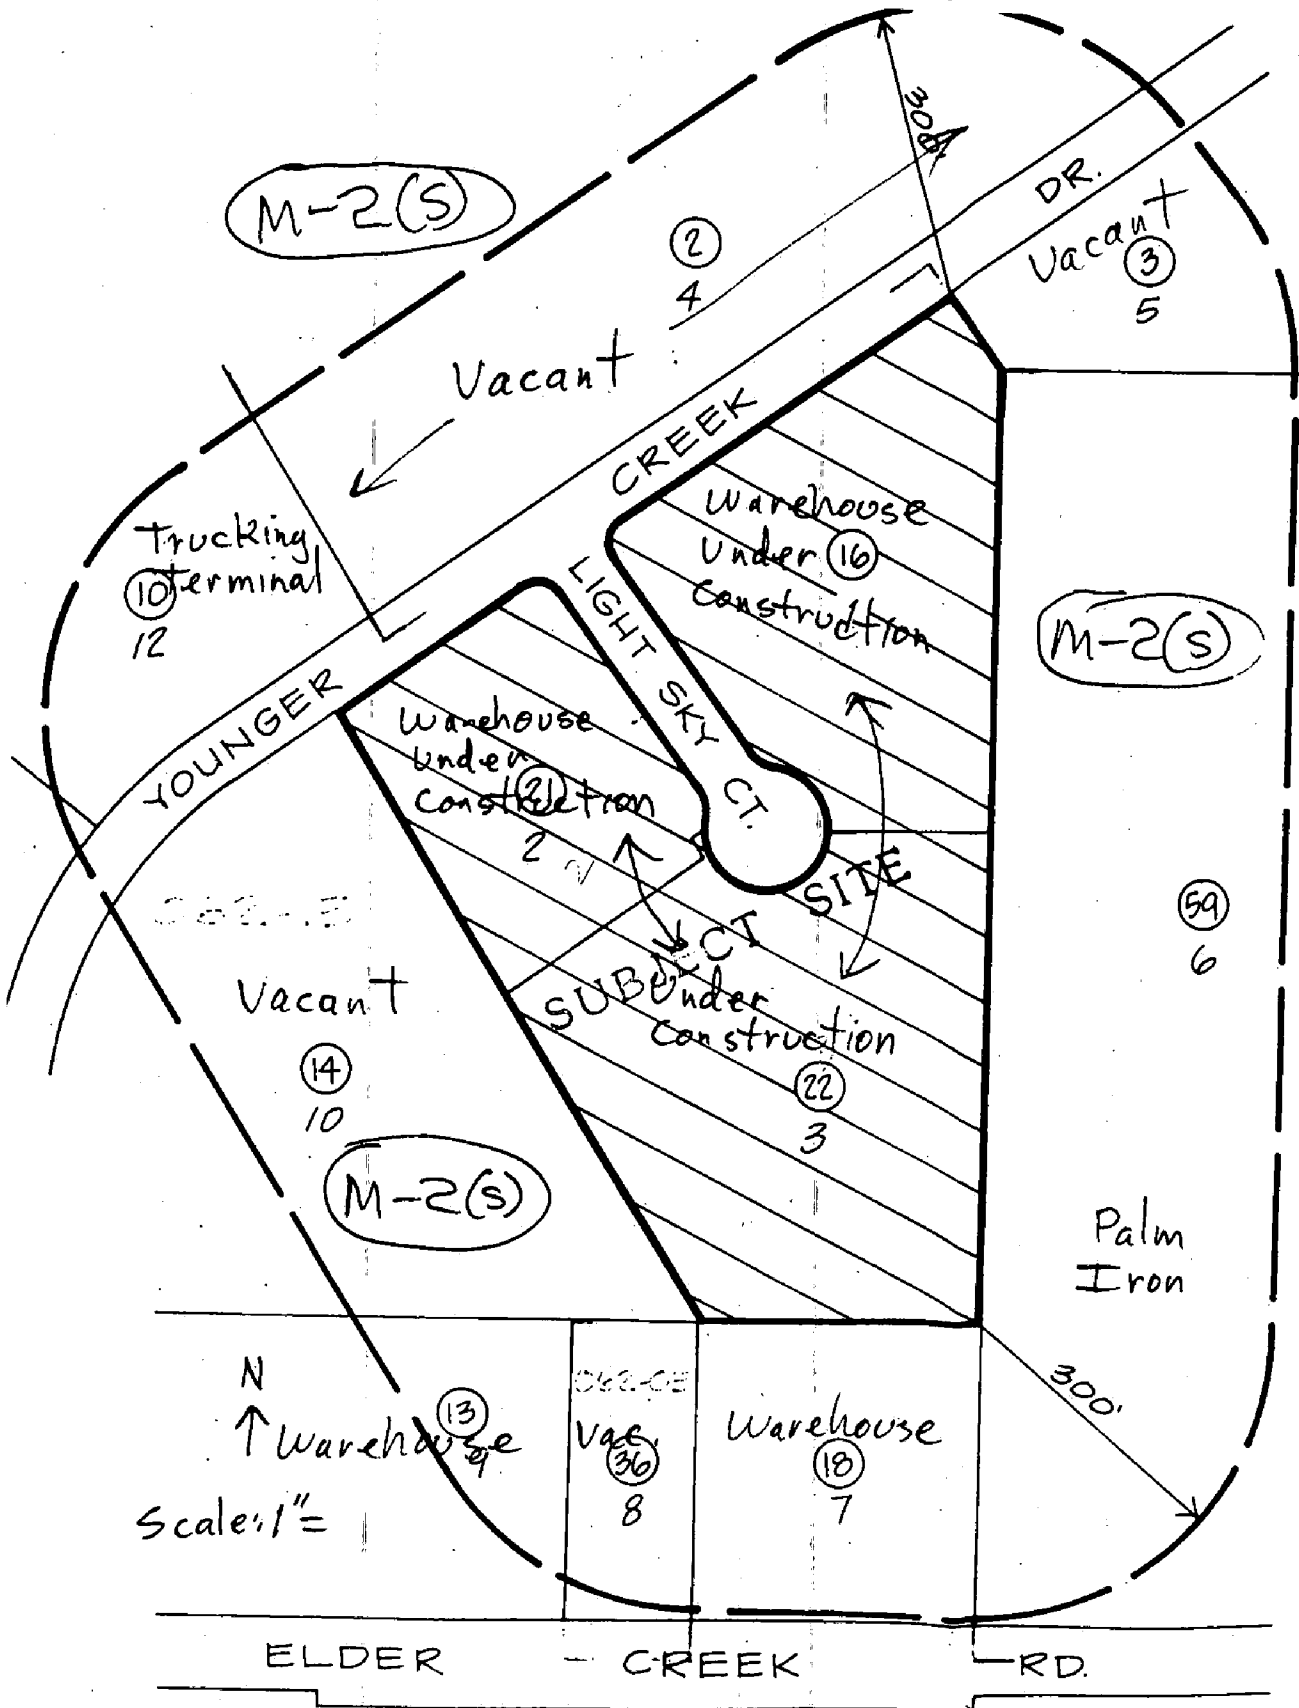 300'
M-2(S)
DR.
Vacant
3
5
2
4
Vacant
CREEK
Trucking
terminal
10
12
Warehouse
Under 16
Construction
LIGHT SKY CT.
M-2(S)
YOUNGER
Warehouse
Under
Construction
21
2
SUBJECT SITE
59
6
Vacant
14
10
Under
Construction
22
3
M-2(S)
Palm
Iron
N
Warehouse
13
9
Vac.
36
8
Warehouse
18
7
300'
Scale: 1"=
ELDER CREEK RD.